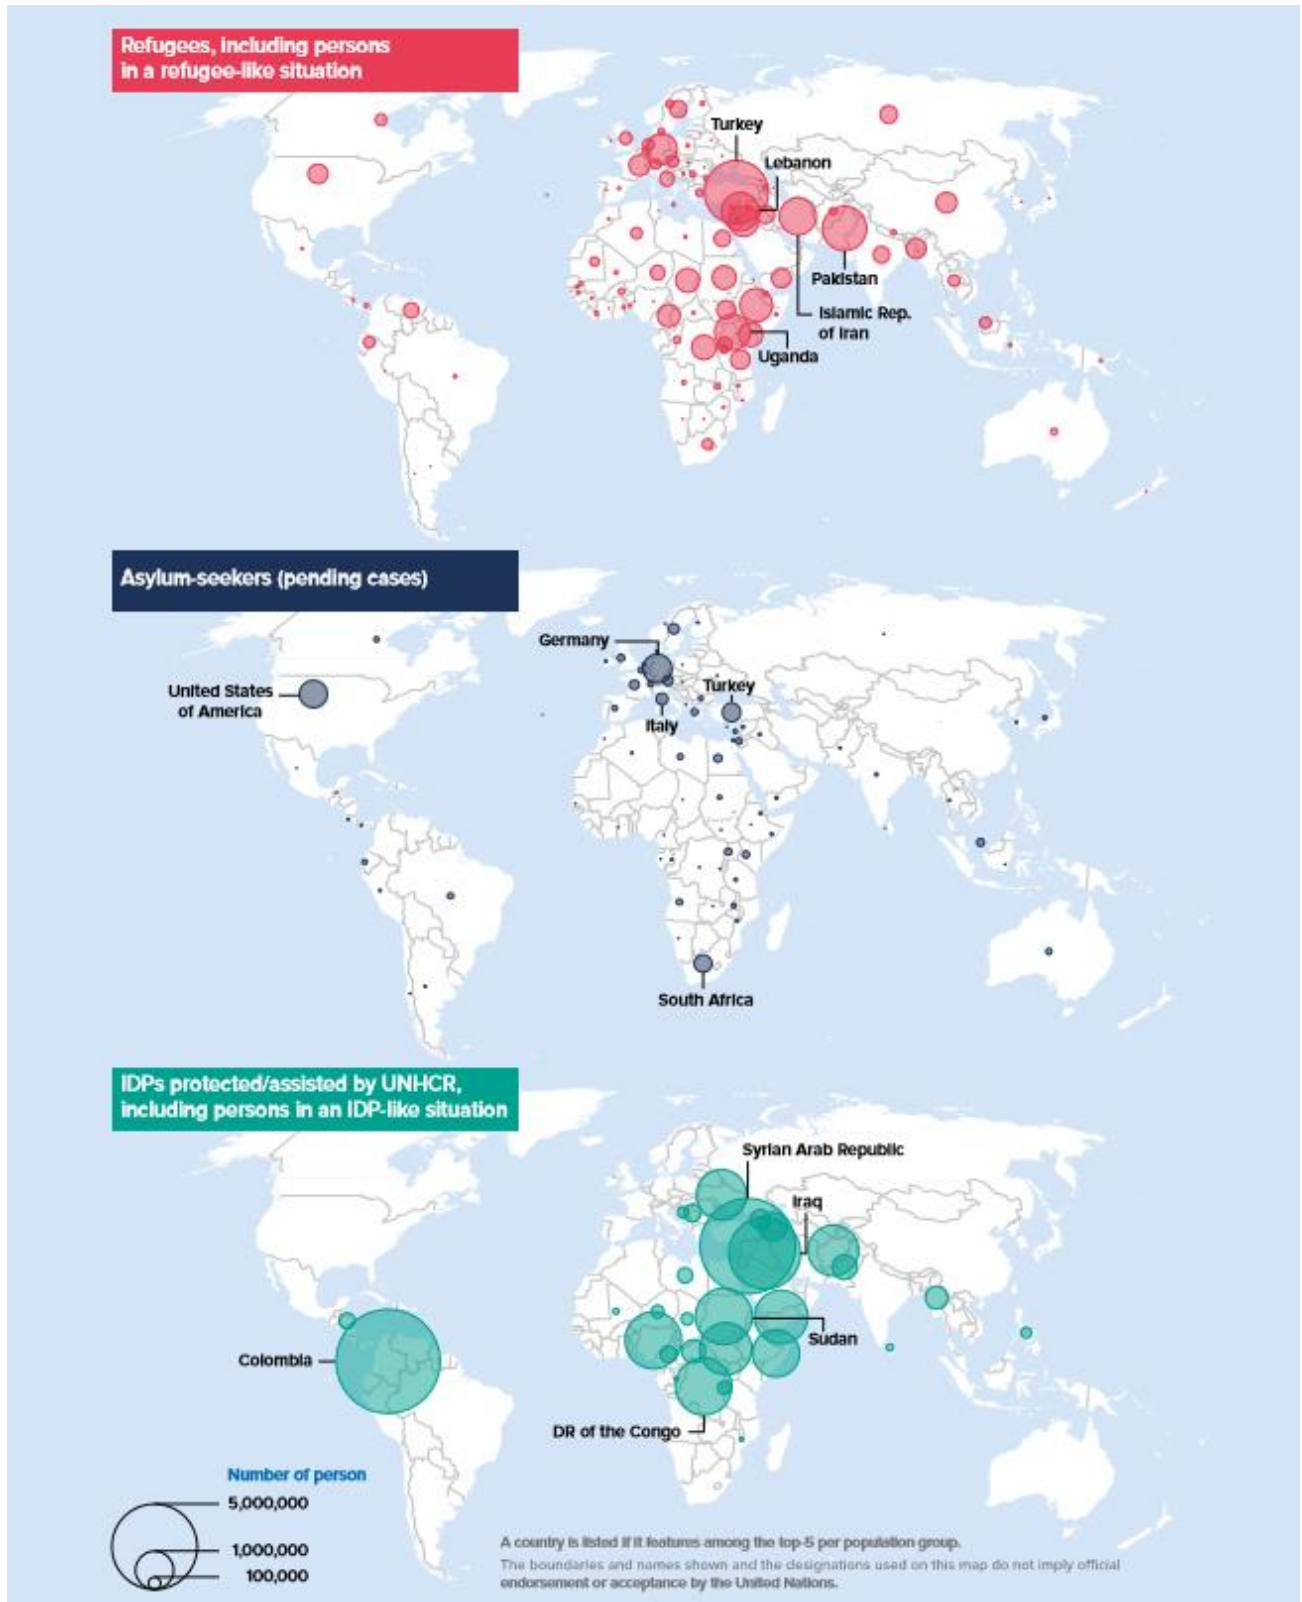 Refugees, including persons
in a refugee-like situation
Turkey
Lebanon
Pakistan
Islamic Rep.
of Iran
Uganda
Asylum-seekers (pending cases)
Germany
United States
of America
Turkey
Italy
South Africa
IDPs protected/assisted by UNHCR,
including persons in an IDP-like situation
Syrian Arab Republic
Iraq
Sudan
Colombia
DR of the Congo
Number of person
5,000,000
1,000,000
100,000
A country is listed if it features among the top-5 per population group.
The boundaries and names shown and the designations used on this map do not imply official
endorsement or acceptance by the United Nations.